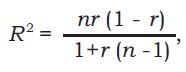 R² = nr (1 - r) / 1+r (n -1),